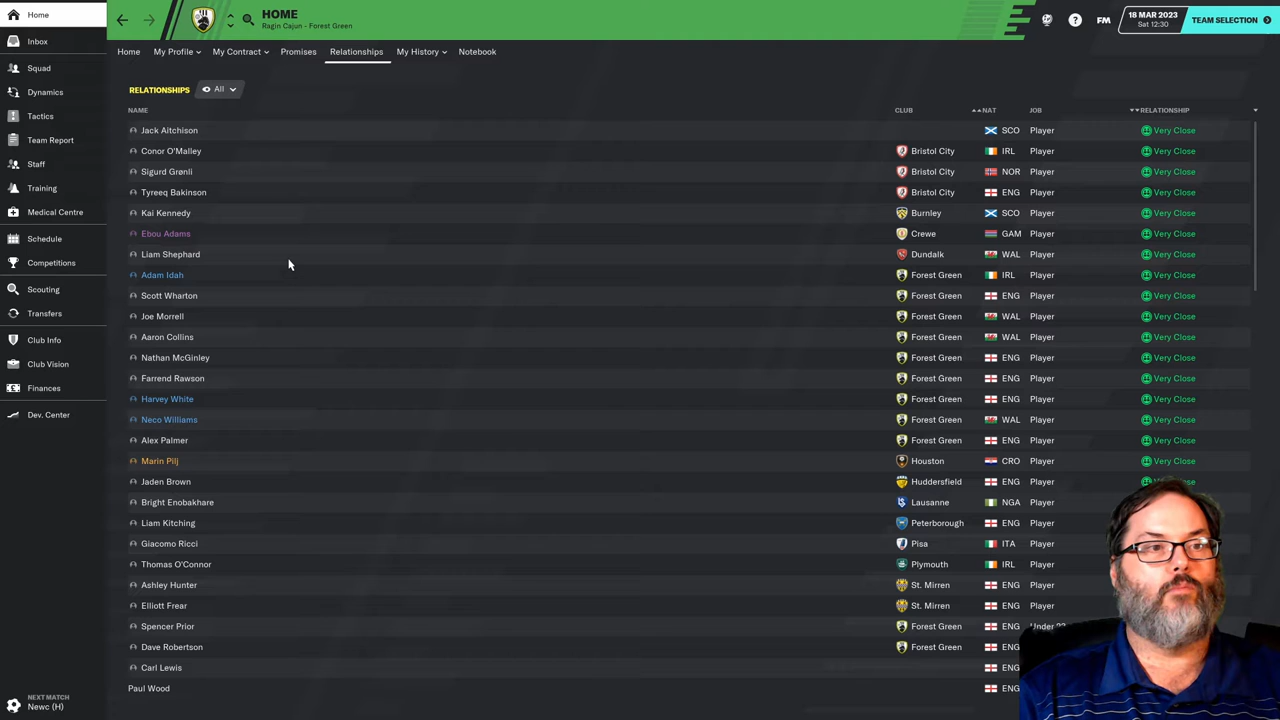 Home
HOME
Ragin Cajun - Forest Green
FM
18 MAR 2023
Sat 12:30
TEAM SELECTION
Inbox
Squad
Dynamics
Tactics
Team Report
Staff
Training
Medical Centre
Schedule
Competitions
Scouting
Transfers
Club Info
Club Vision
Finances
Dev. Center
NEXT MATCH
Newc (H)
Home My Profile My Contract Promises Relationships My History Notebook
RELATIONSHIPS All
NAME CLUB NAT JOB RELATIONSHIP
Jack Aitchison SCO Player Very Close
Conor O'Malley Bristol City IRL Player Very Close
Sigurd Grønli Bristol City NOR Player Very Close
Tyreeq Bakinson Bristol City ENG Player Very Close
Kai Kennedy Burnley SCO Player Very Close
Ebou Adams Crewe GAM Player Very Close
Liam Shephard Dundalk WAL Player Very Close
Adam Idah Forest Green IRL Player Very Close
Scott Wharton Forest Green ENG Player Very Close
Joe Morrell Forest Green WAL Player Very Close
Aaron Collins Forest Green WAL Player Very Close
Nathan McGinley Forest Green ENG Player Very Close
Farrend Rawson Forest Green ENG Player Very Close
Harvey White Forest Green ENG Player Very Close
Neco Williams Forest Green WAL Player Very Close
Alex Palmer Forest Green ENG Player Very Close
Marin Pilj Houston CRO Player Very Close
Jaden Brown Huddersfield ENG Player
Bright Enobakhare Lausanne NGA Player
Liam Kitching Peterborough ENG Player
Giacomo Ricci Pisa ITA Player
Thomas O'Connor Plymouth IRL Player
Ashley Hunter St. Mirren ENG Player
Elliott Frear St. Mirren ENG Player
Spencer Prior Forest Green ENG Under
Dave Robertson Forest Green ENG
Carl Lewis ENG
Paul Wood ENG